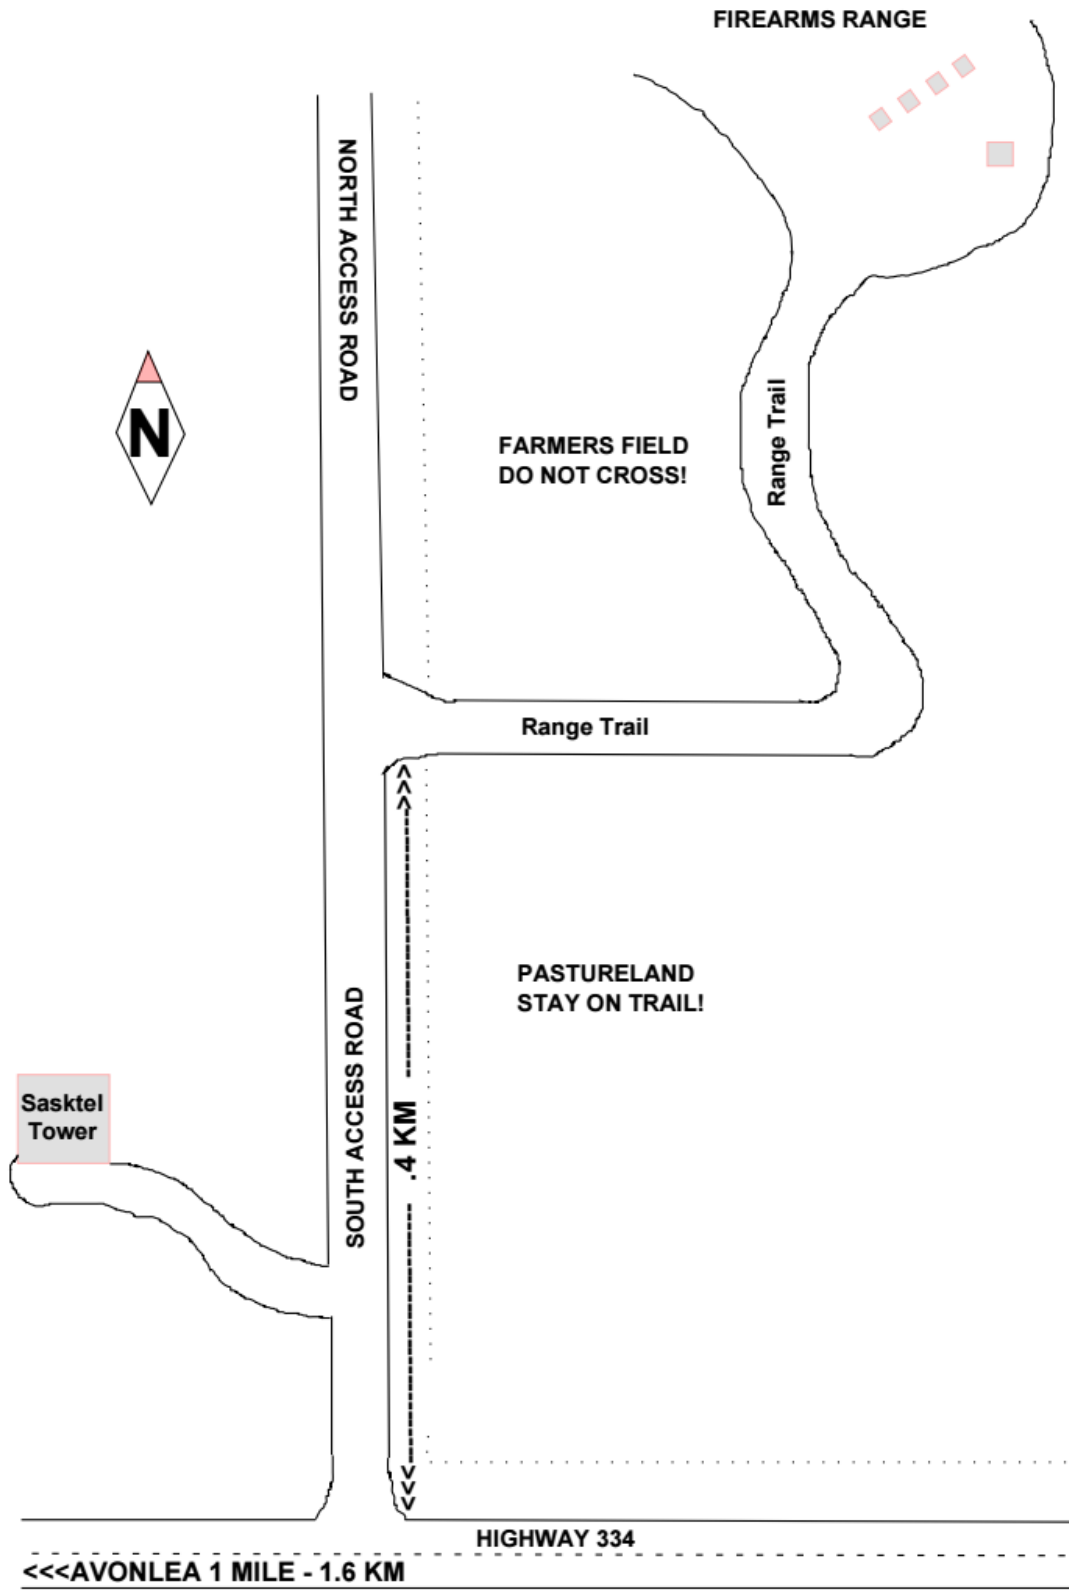 FIREARMS RANGE
NORTH ACCESS ROAD
Range Trail
N
FARMERS FIELD
DO NOT CROSS!
Range Trail
<<<--------------------
.4 KM
--------------------<<<
PASTURELAND
STAY ON TRAIL!
SOUTH ACCESS ROAD
Sasktel
Tower
HIGHWAY 334
<<<AVONLEA 1 MILE - 1.6 KM